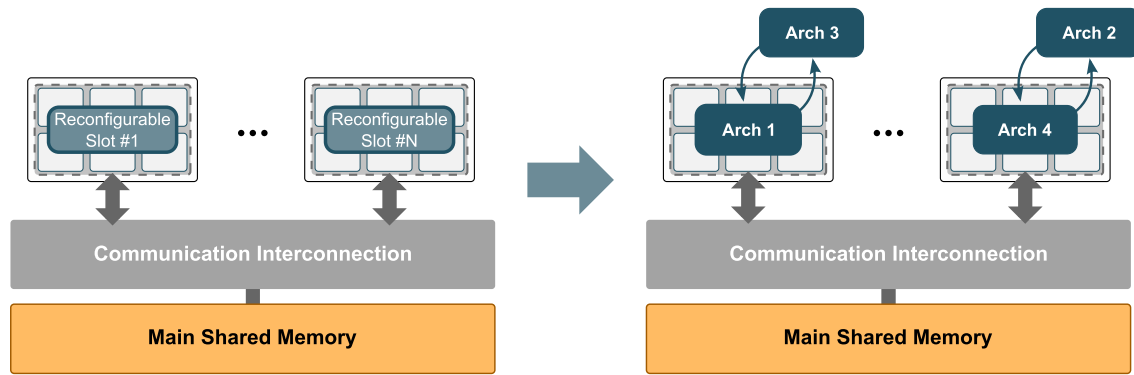 Reconfigurable
Slot #1
...
Reconfigurable
Slot #N
Communication Interconnection
Main Shared Memory
Arch 3
Arch 2
Arch 1
...
Arch 4
Communication Interconnection
Main Shared Memory